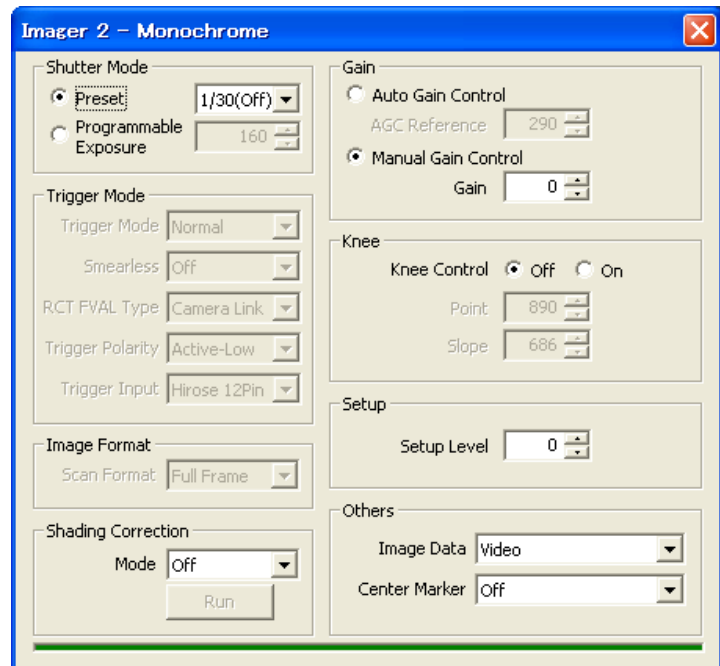 Imager 2 - Monochrome
Shutter Mode
Preset 1/30(Off)
Programmable
Exposure 160
Trigger Mode
Trigger Mode Normal
Smearless Off
RCT FVAL Type Camera Link
Trigger Polarity Active-Low
Trigger Input Hirose 12Pin
Image Format
Scan Format Full Frame
Shading Correction
Mode Off
Run
Gain
Auto Gain Control
AGC Reference 290
Manual Gain Control
Gain 0
Knee
Knee Control Off On
Point 890
Slope 686
Setup
Setup Level 0
Others
Image Data Video
Center Marker Off